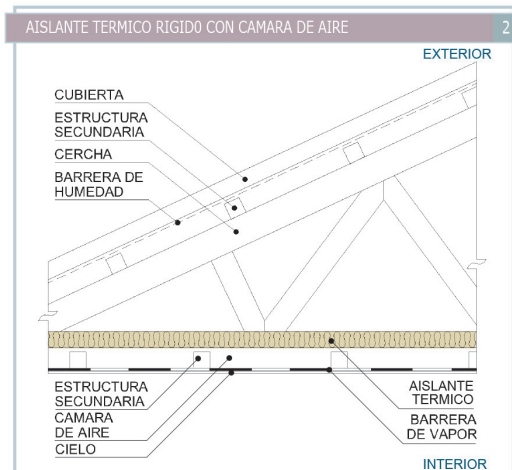 AISLANTE TERMICO RIGIDO CON CAMARA DE AIRE 2
EXTERIOR
CUBIERTA
ESTRUCTURA
SECUNDARIA
CERCHA
BARRERA DE
HUMEDAD
ESTRUCTURA
SECUNDARIA
CAMARA
DE AIRE
CIELO
AISLANTE
TERMICO
BARRERA
DE VAPOR
INTERIOR